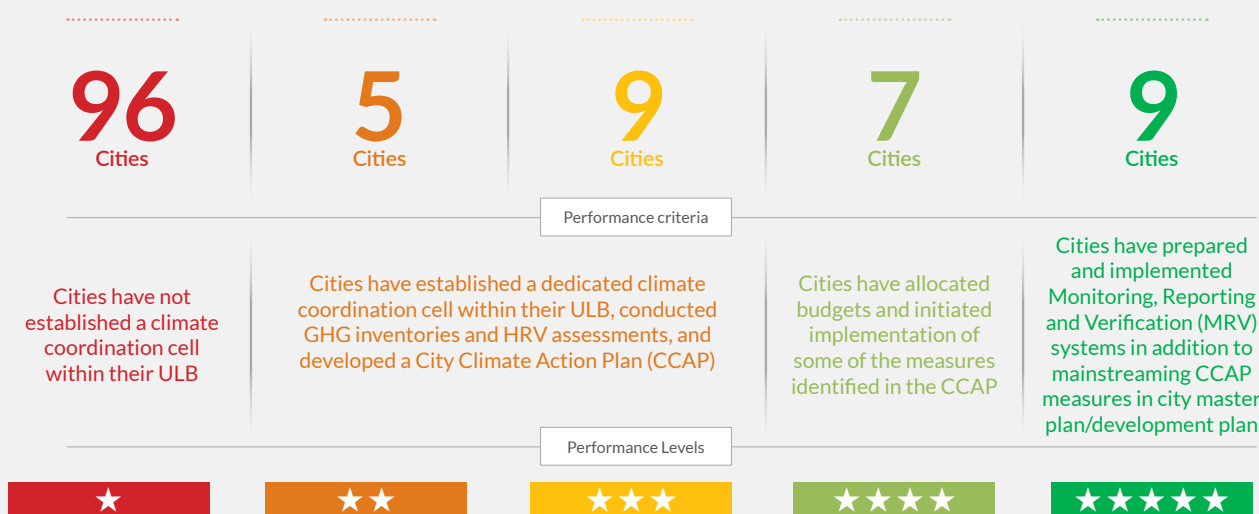 96
Cities
5
Cities
9
Cities
7
Cities
9
Cities
Performance criteria
Cities have not
established a climate
coordination cell
within their ULB
Cities have established a dedicated climate
coordination cell within their ULB, conducted
GHG inventories and HRV assessments, and
developed a City Climate Action Plan (CCAP)
Cities have allocated
budgets and initiated
implementation of
some of the measures
identified in the CCAP
Cities have prepared
and implemented
Monitoring, Reporting
and Verification (MRV)
systems in addition to
mainstreaming CCAP
measures in city master
plan/development plan
Performance Levels